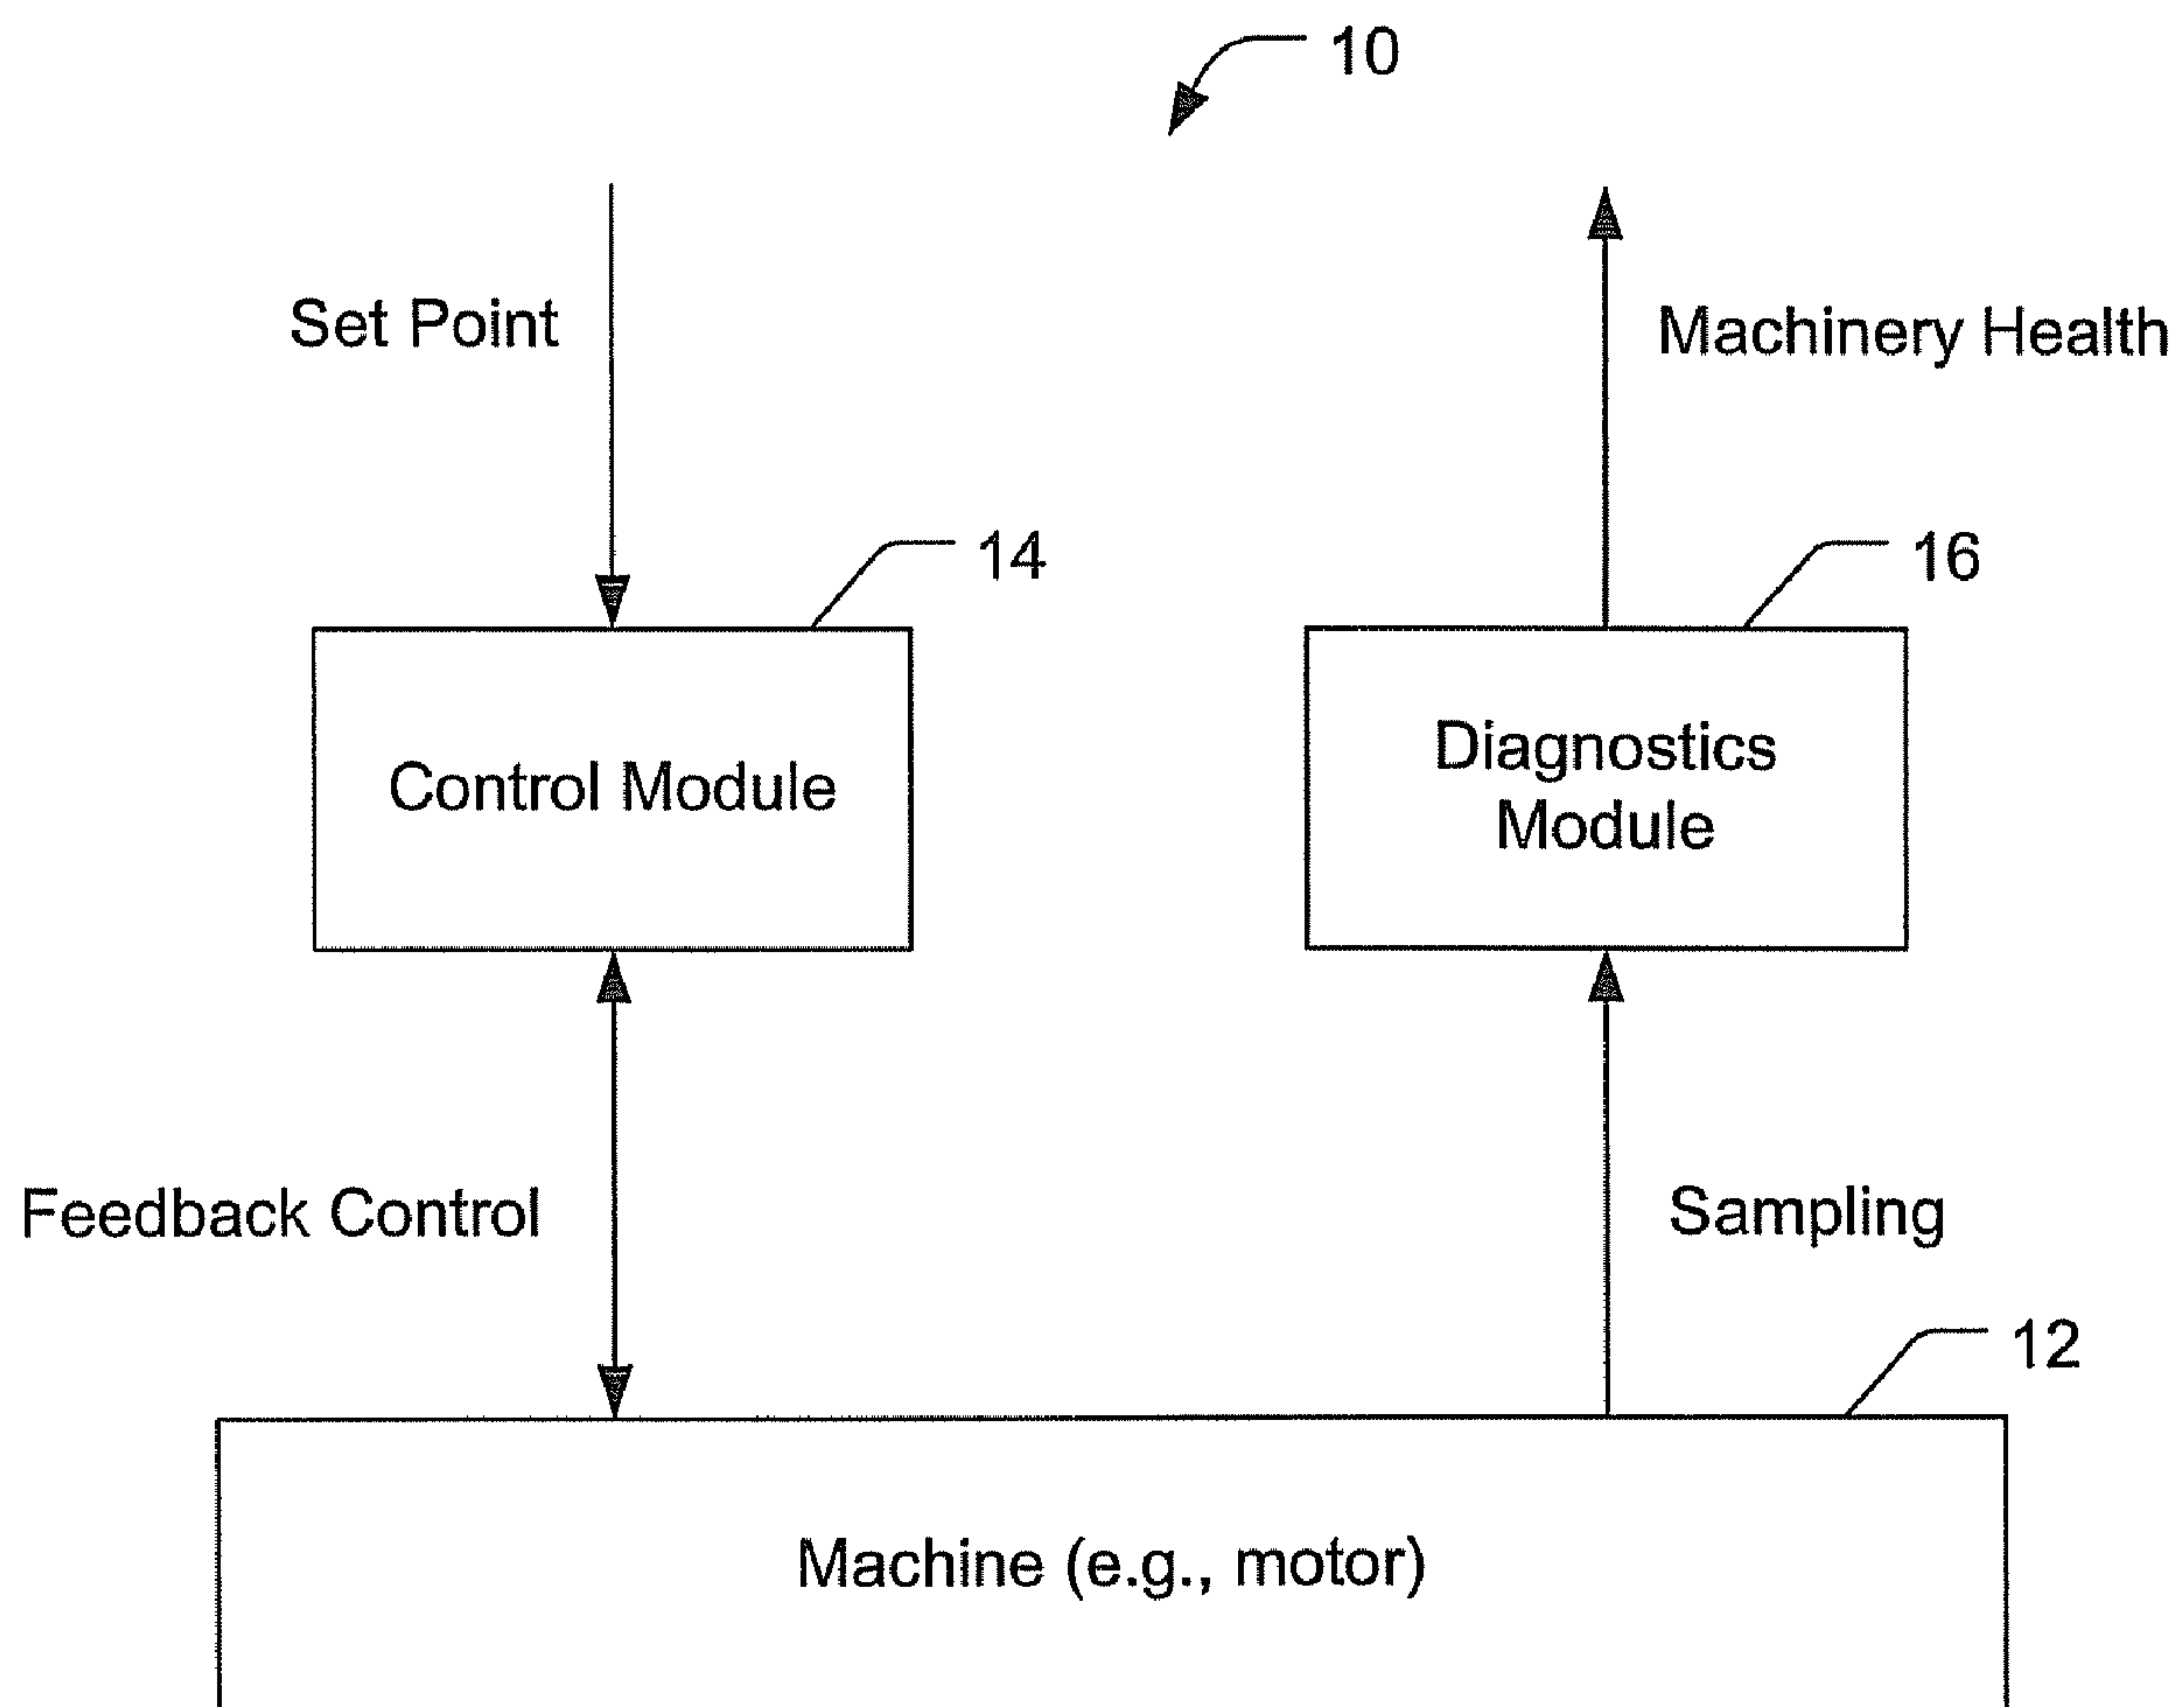 10
Set Point
Machinery Health
14
16
Control Module
Diagnostics
Module
Feedback Control
Sampling
12
Machine (e.g., motor)